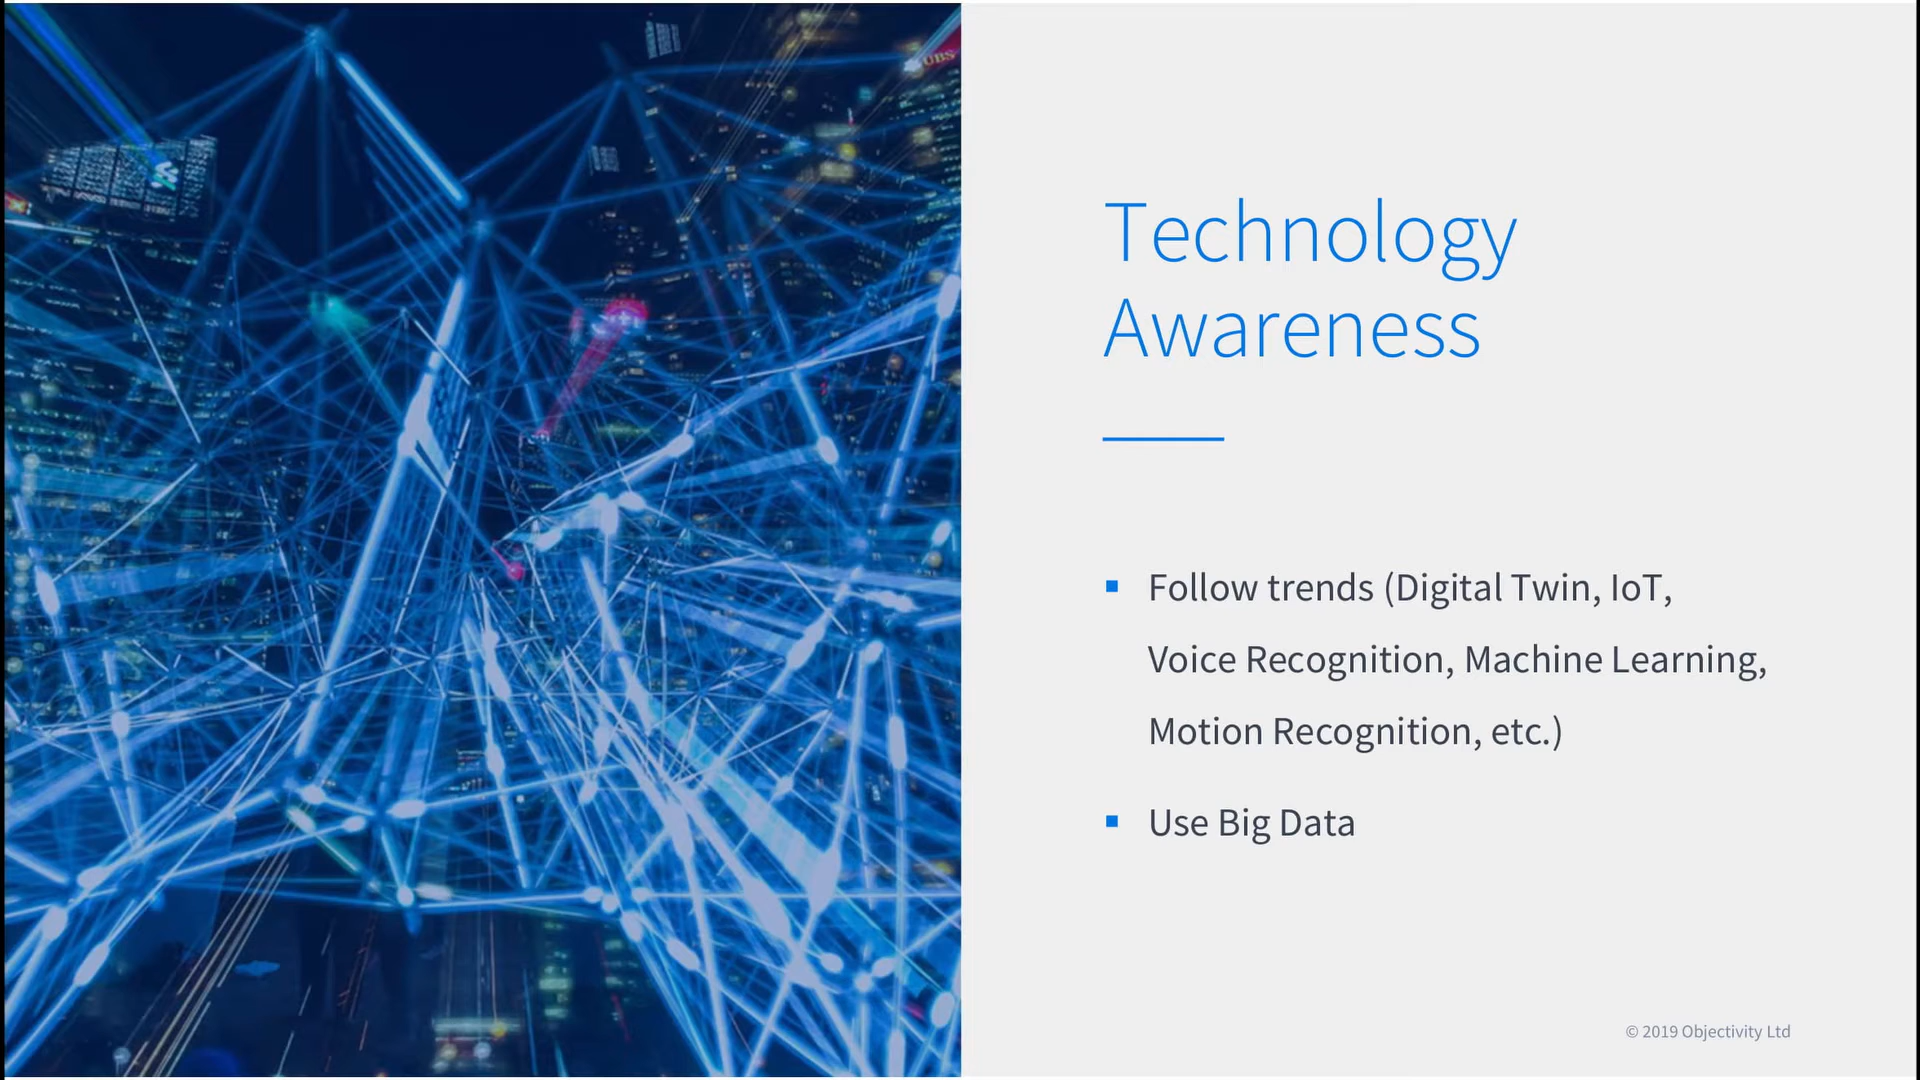 UBS
Technology
Awareness
Follow trends (Digital Twin, IoT,
Voice Recognition, Machine Learning,
Motion Recognition, etc.)
Use Big Data
© 2019 Objectivity Ltd